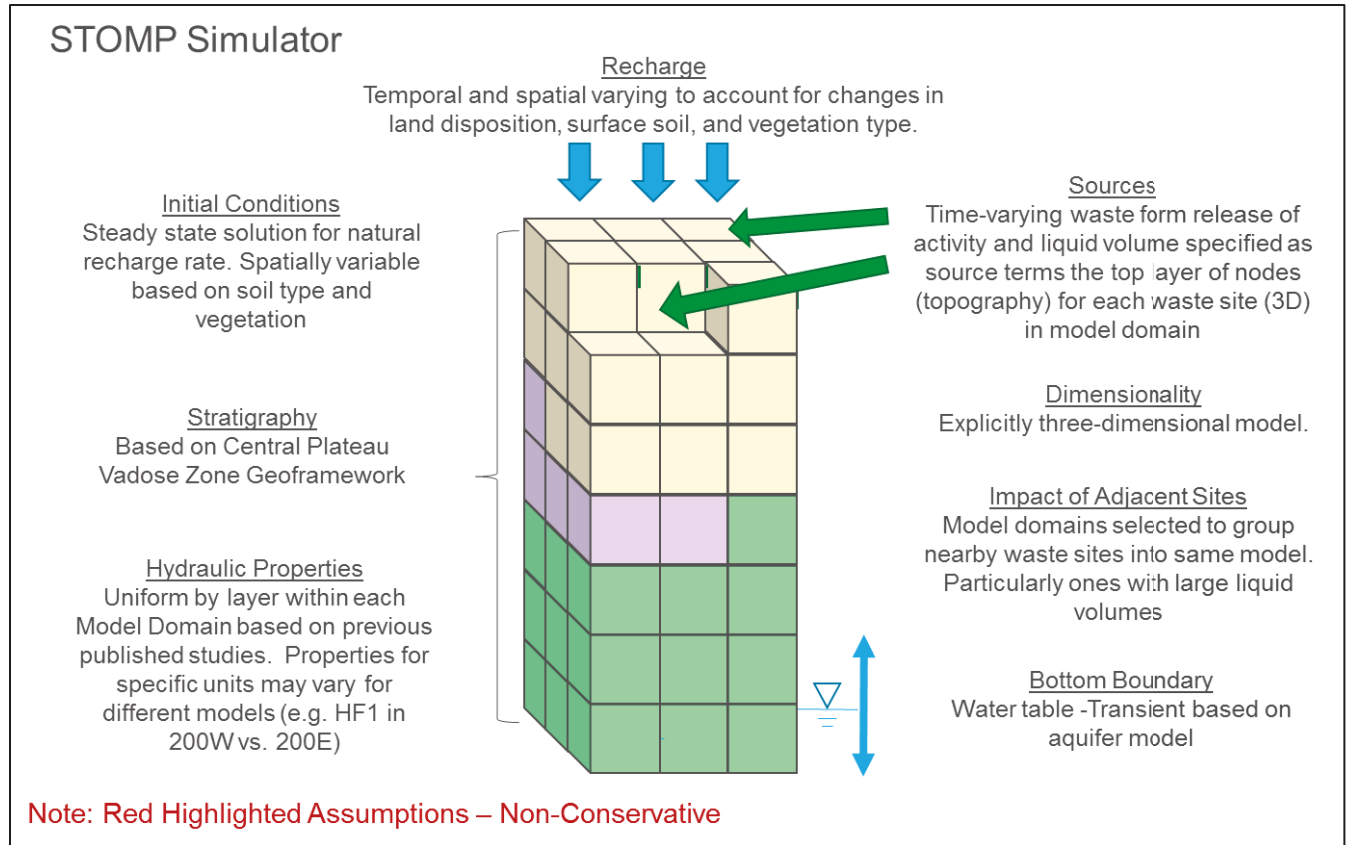 STOMP Simulator
Recharge
Temporal and spatial varying to account for changes in
land disposition, surface soil, and vegetation type.
Initial Conditions
Steady state solution for natural
recharge rate. Spatially variable
based on soil type and
vegetation
Stratigraphy
Based on Central Plateau
Vadose Zone Geoframework
Hydraulic Properties
Uniform by layer within each
Model Domain based on previous
published studies.  Properties for
specific units may vary for
different models (e.g. HF1 in
200W vs. 200E)
Sources
Time-varying waste form release of
activity and liquid volume specified as
source terms the top layer of nodes
(topography) for each waste site (3D)
in model domain
Dimensionality
Explicitly three-dimensional model.
Impact of Adjacent Sites
Model domains selected to group
nearby waste sites into same model.
Particularly ones with large liquid
volumes
Bottom Boundary
Water table -Transient based on
aquifer model
Note: Red Highlighted Assumptions – Non-Conservative